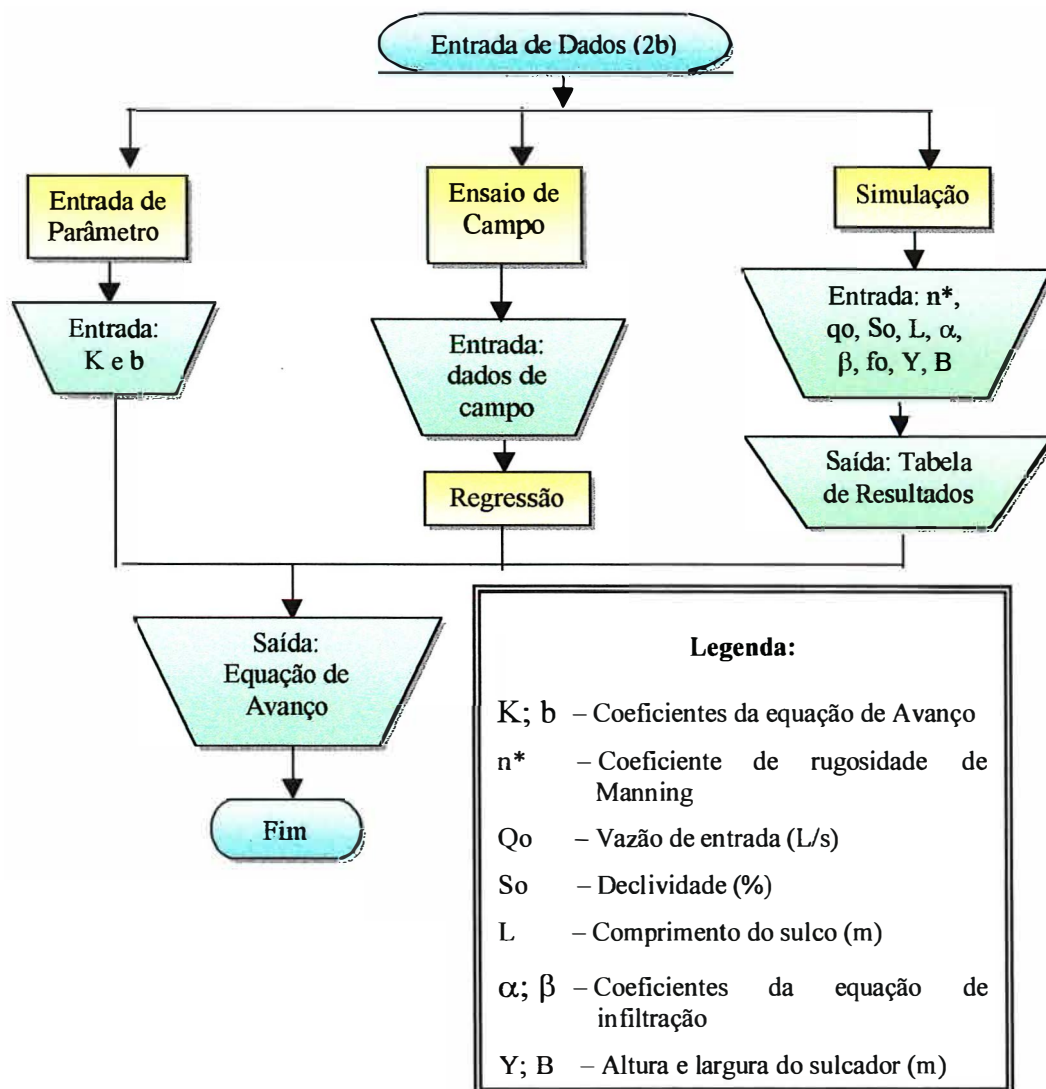 Entrada de Dados (2b)
Entrada de
Parâmetro
Ensaio de
Campo
Simulação
Entrada:
K e b
Entrada:
dados de
campo
Entrada: n*,
qo, So, L, α,
β, fo, Y, B
Regressão
Saída: Tabela
de Resultados
Saída:
Equação de
Avanço
Fim
Legenda:
K; b – Coeficientes da equação de Avanço
n* – Coeficiente de rugosidade de
Manning
Qo – Vazão de entrada (L/s)
So – Declividade (%)
L – Comprimento do sulco (m)
α; β – Coeficientes da equação de
infiltração
Y; B – Altura e largura do sulcador (m)